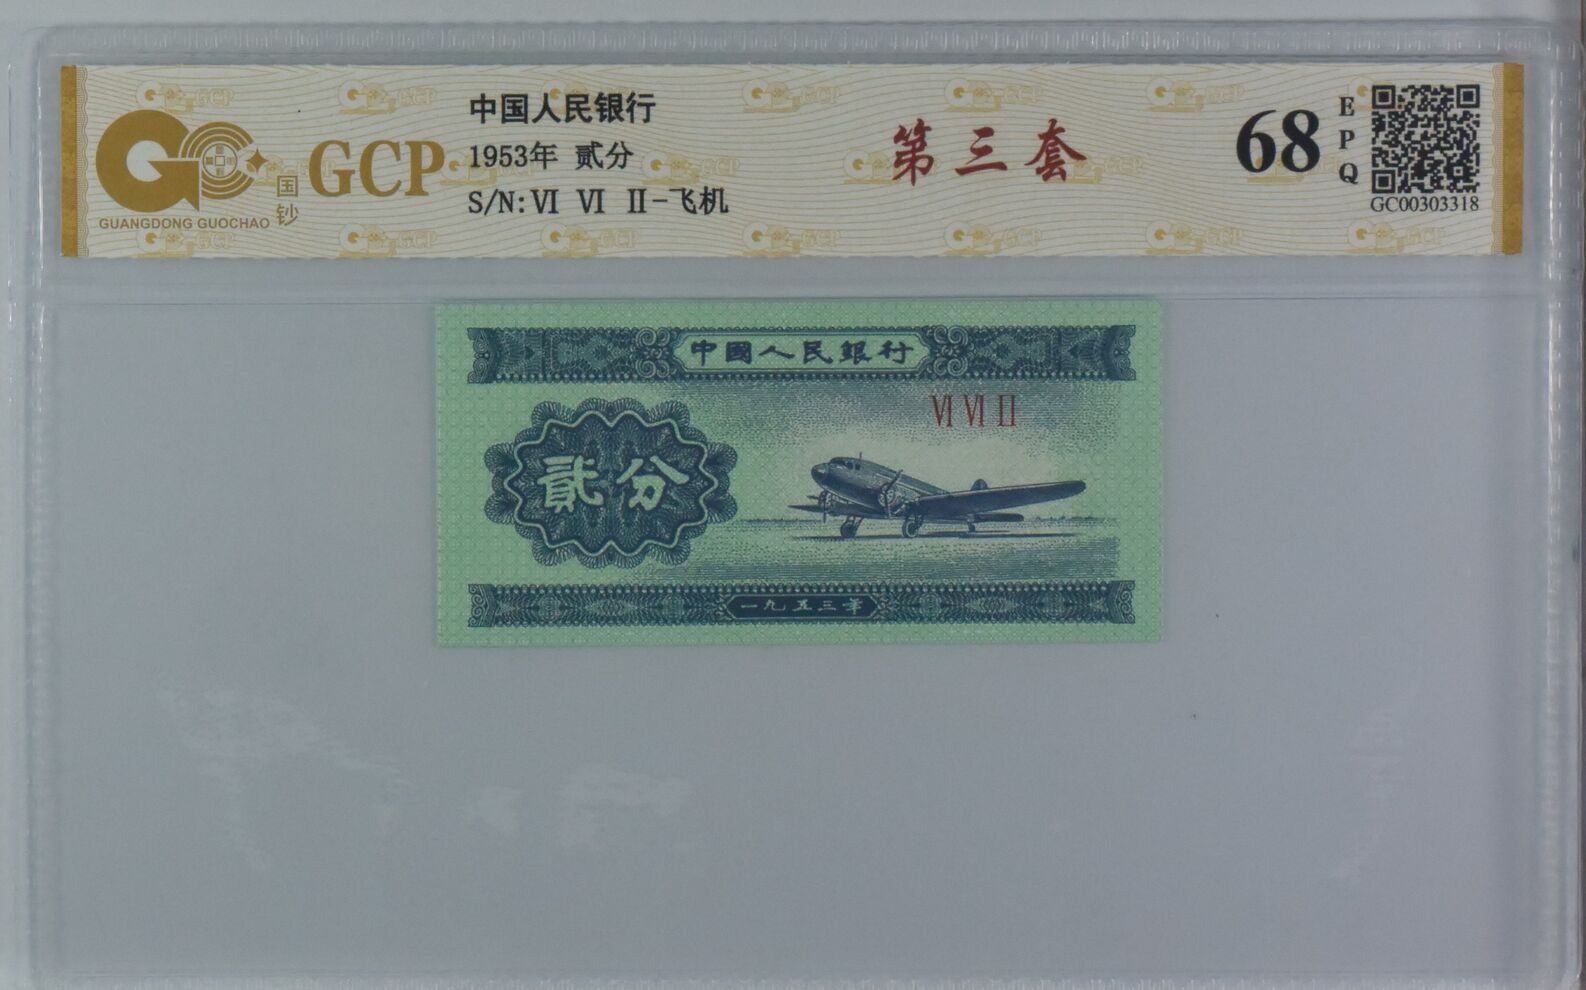 GUANGDONG GUOCHAO
国钞
GCP
中国人民银行
1953年 贰分
S/N:Ⅵ Ⅵ Ⅱ-飞机
第三套
68
EPQ
GC00303318
中國人民銀行
ⅥⅥⅡ
貳分
一九五三年